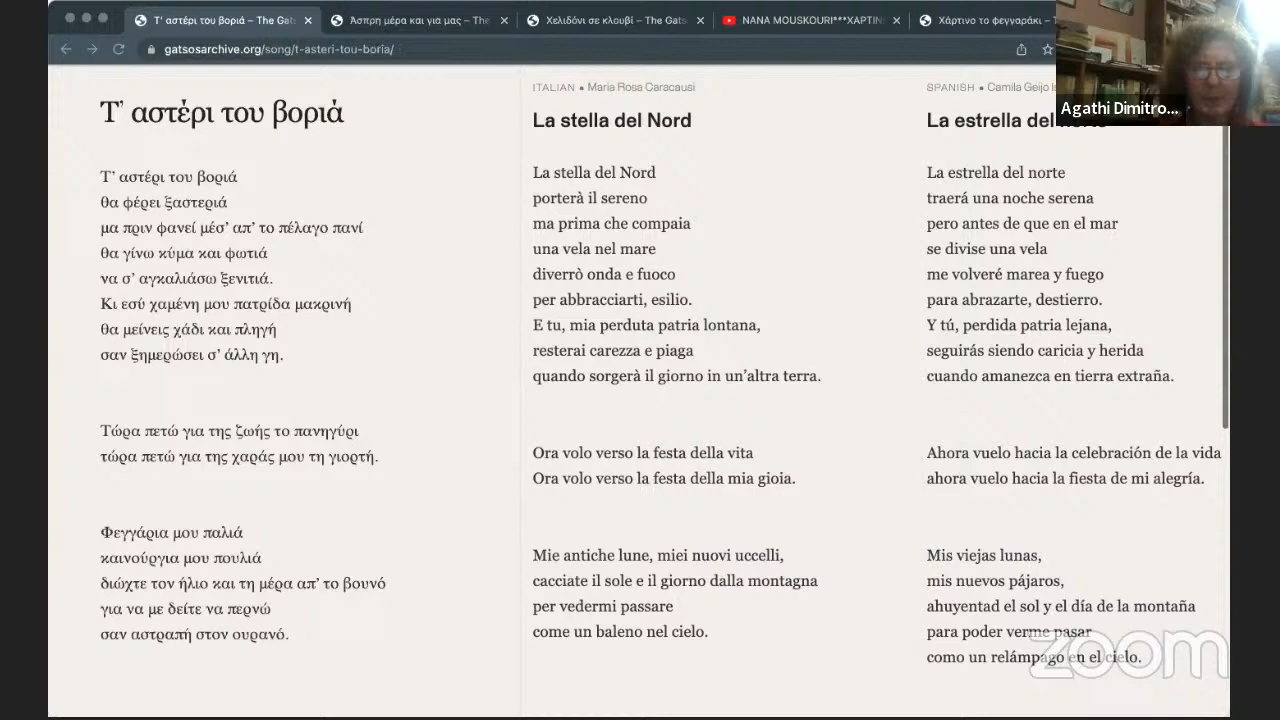 Τ' αστέρι του βοριά – The Gats
Άσπρη μέρα και για μας – The
Χελιδόνι σε κλουβί – The Gats
NANA MOUSKOURI***XAPTIN
Χάρτινο το φεγγαράκι – T
gatsosarchive.org/song/t-asteri-tou-boria/
Agathi Dimitro...
Τ' αστέρι του βοριά
Τ' αστέρι του βοριά
θα φέρει ξαστεριά
μα πριν φανεί μέσ' απ' το πέλαγο πανί
θα γίνω κύμα και φωτιά
να σ' αγκαλιάσω ξενιτιά.
Κι εσύ χαμένη μου πατρίδα μακρινή
θα μείνεις χάδι και πληγή
σαν ξημερώσει σ' άλλη γη.
Τώρα πετώ για της ζωής το πανηγύρι
τώρα πετώ για της χαράς μου τη γιορτή.
Φεγγάρια μου παλιά
καινούργια μου πουλιά
διώχτε τον ήλιο και τη μέρα απ' το βουνό
για να με δείτε να περνώ
σαν αστραπή στον ουρανό.
ITALIAN • Maria Rosa Caracausi
La stella del Nord
La stella del Nord
porterà il sereno
ma prima che compaia
una vela nel mare
diverrò onda e fuoco
per abbracciarti, esilio.
E tu, mia perduta patria lontana,
resterai carezza e piaga
quando sorgerà il giorno in un'altra terra.
Ora volo verso la festa della vita
Ora volo verso la festa della mia gioia.
Mie antiche lune, miei nuovi uccelli,
cacciate il sole e il giorno dalla montagna
per vedermi passare
come un baleno nel cielo.
SPANISH • Camila Geijo
La estrella del norte
La estrella del norte
traerá una noche serena
pero antes de que en el mar
se divise una vela
me volveré marea y fuego
para abrazarte, destierro.
Y tú, perdida patria lejana,
seguirás siendo caricia y herida
cuando amanezca en tierra extraña.
Ahora vuelo hacia la celebración de la vida
ahora vuelo hacia la fiesta de mi alegría.
Mis viejas lunas,
mis nuevos pájaros,
ahuyentad el sol y el día de la montaña
para poder verme pasar
como un relámpago en el cielo.
zoom